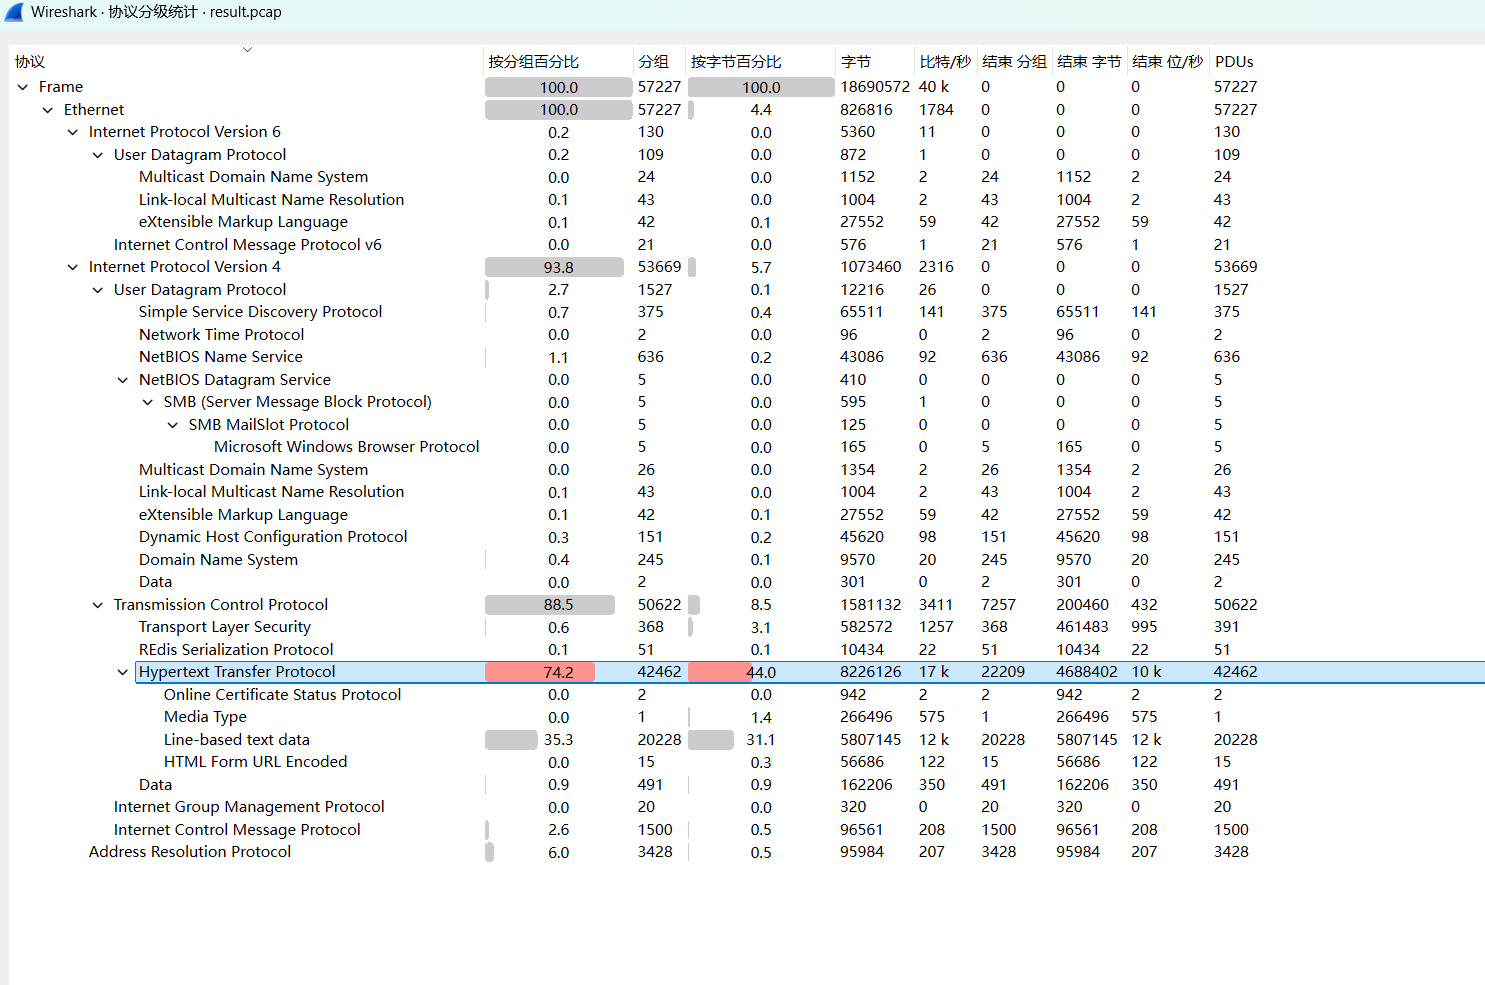 Wireshark · 协议分级统计 · result.pcap
协议 按分组百分比 分组 按字节百分比 字节 比特/秒 结束 分组 结束 字节 结束 位/秒 PDUs
Frame 100.0 57227 100.0 18690572 40 k 0 0 0 57227
Ethernet 100.0 57227 4.4 826816 1784 0 0 0 57227
Internet Protocol Version 6 0.2 130 0.0 5360 11 0 0 0 130
User Datagram Protocol 0.2 109 0.0 872 1 0 0 0 109
Multicast Domain Name System 0.0 24 0.0 1152 2 24 1152 2 24
Link-local Multicast Name Resolution 0.1 43 0.0 1004 2 43 1004 2 43
eXtensible Markup Language 0.1 42 0.1 27552 59 42 27552 59 42
Internet Control Message Protocol v6 0.0 21 0.0 576 1 21 576 1 21
Internet Protocol Version 4 93.8 53669 5.7 1073460 2316 0 0 0 53669
User Datagram Protocol 2.7 1527 0.1 12216 26 0 0 0 1527
Simple Service Discovery Protocol 0.7 375 0.4 65511 141 375 65511 141 375
Network Time Protocol 0.0 2 0.0 96 0 2 96 0 2
NetBIOS Name Service 1.1 636 0.2 43086 92 636 43086 92 636
NetBIOS Datagram Service 0.0 5 0.0 410 0 0 0 0 5
SMB (Server Message Block Protocol) 0.0 5 0.0 595 1 0 0 0 5
SMB MailSlot Protocol 0.0 5 0.0 125 0 0 0 0 5
Microsoft Windows Browser Protocol 0.0 5 0.0 165 0 5 165 0 5
Multicast Domain Name System 0.0 26 0.0 1354 2 26 1354 2 26
Link-local Multicast Name Resolution 0.1 43 0.0 1004 2 43 1004 2 43
eXtensible Markup Language 0.1 42 0.1 27552 59 42 27552 59 42
Dynamic Host Configuration Protocol 0.3 151 0.2 45620 98 151 45620 98 151
Domain Name System 0.4 245 0.1 9570 20 245 9570 20 245
Data 0.0 2 0.0 301 0 2 301 0 2
Transmission Control Protocol 88.5 50622 8.5 1581132 3411 7257 200460 432 50622
Transport Layer Security 0.6 368 3.1 582572 1257 368 461483 995 391
REdis Serialization Protocol 0.1 51 0.1 10434 22 51 10434 22 51
Hypertext Transfer Protocol 74.2 42462 44.0 8226126 17 k 22209 4688402 10 k 42462
Online Certificate Status Protocol 0.0 2 0.0 942 2 2 942 2 2
Media Type 0.0 1 1.4 266496 575 1 266496 575 1
Line-based text data 35.3 20228 31.1 5807145 12 k 20228 5807145 12 k 20228
HTML Form URL Encoded 0.0 15 0.3 56686 122 15 56686 122 15
Data 0.9 491 0.9 162206 350 491 162206 350 491
Internet Group Management Protocol 0.0 20 0.0 320 0 20 320 0 20
Internet Control Message Protocol 2.6 1500 0.5 96561 208 1500 96561 208 1500
Address Resolution Protocol 6.0 3428 0.5 95984 207 3428 95984 207 3428